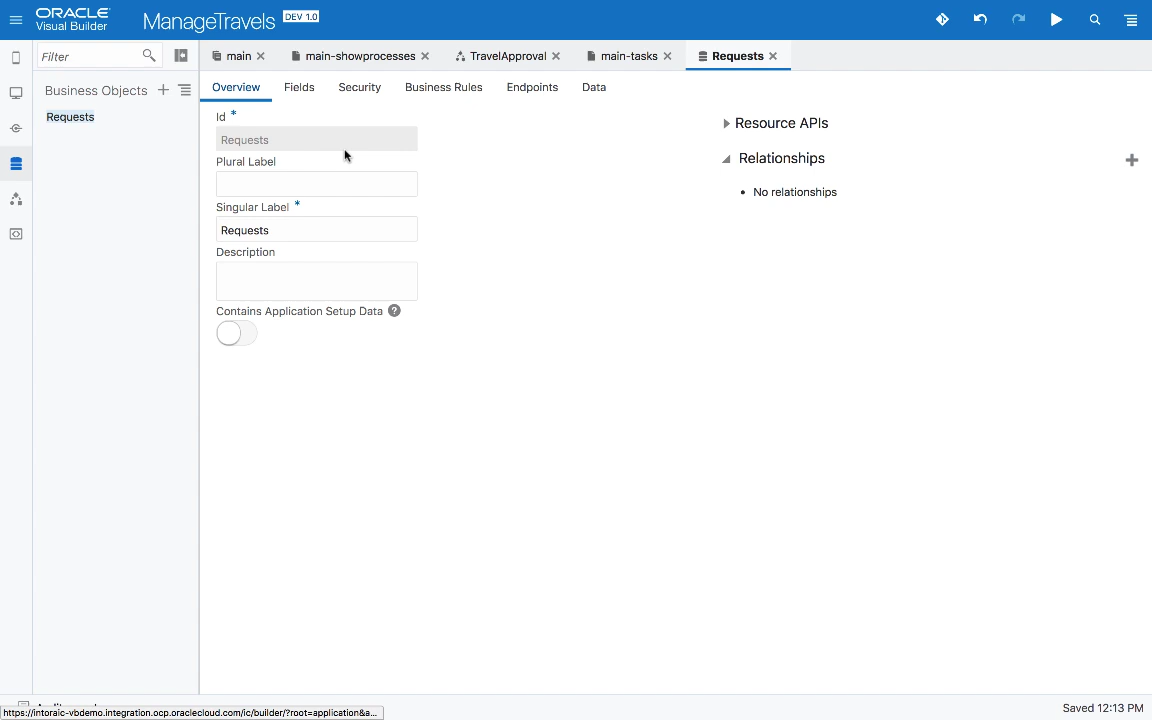 ORACLE
Visual Builder
ManageTravels
DEV 1.0
Filter
main
main-showprocesses
TravelApproval
main-tasks
Requests
Business Objects
Requests
Overview
Fields
Security
Business Rules
Endpoints
Data
Id *
Requests
Plural Label
Singular Label *
Requests
Description
Contains Application Setup Data ?
Resource APIs
Relationships
No relationships
https://intoraic-vbdemo.integration.ocp.oraclecloud.com/ic/builder/?root=application&a...
Saved 12:13 PM